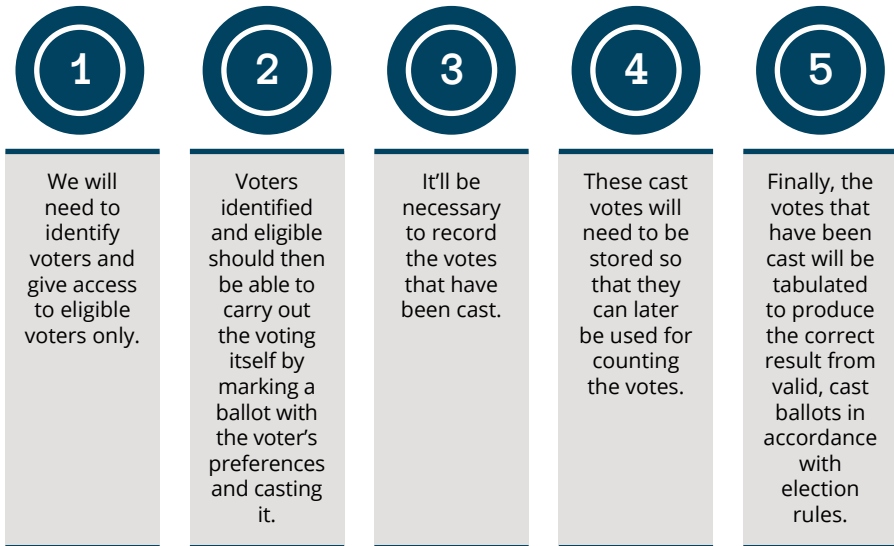 1
We will
need to
identify
voters and
give access
to eligible
voters only.
2
Voters
identified
and eligible
should then
be able to
carry out
the voting
itself by
marking a
ballot with
the voter’s
preferences
and casting
it.
3
It’ll be
necessary
to record
the votes
that have
been cast.
4
These cast
votes will
need to be
stored so
that they
can later
be used for
counting
the votes.
5
Finally, the
votes that
have been
cast will be
tabulated
to produce
the correct
result from
valid, cast
ballots in
accordance
with
election
rules.